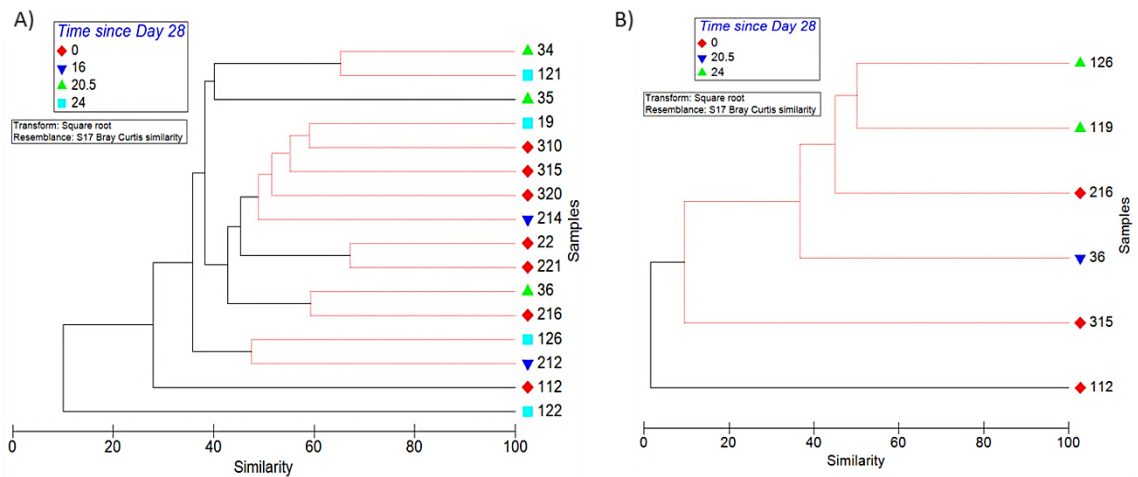 A)
Time since Day 28
0
16
20.5
24
Transform: Square root
Resemblance: S17 Bray Curtis similarity
34
121
35
19
310
315
320
214
22
221
36
216
126
212
112
122
Samples
0 20 40 60 80 100
Similarity
B)
Time since Day 28
0
20.5
24
Transform: Square root
Resemblance: S17 Bray Curtis similarity
126
119
216
36
315
112
Samples
0 20 40 60 80 100
Similarity